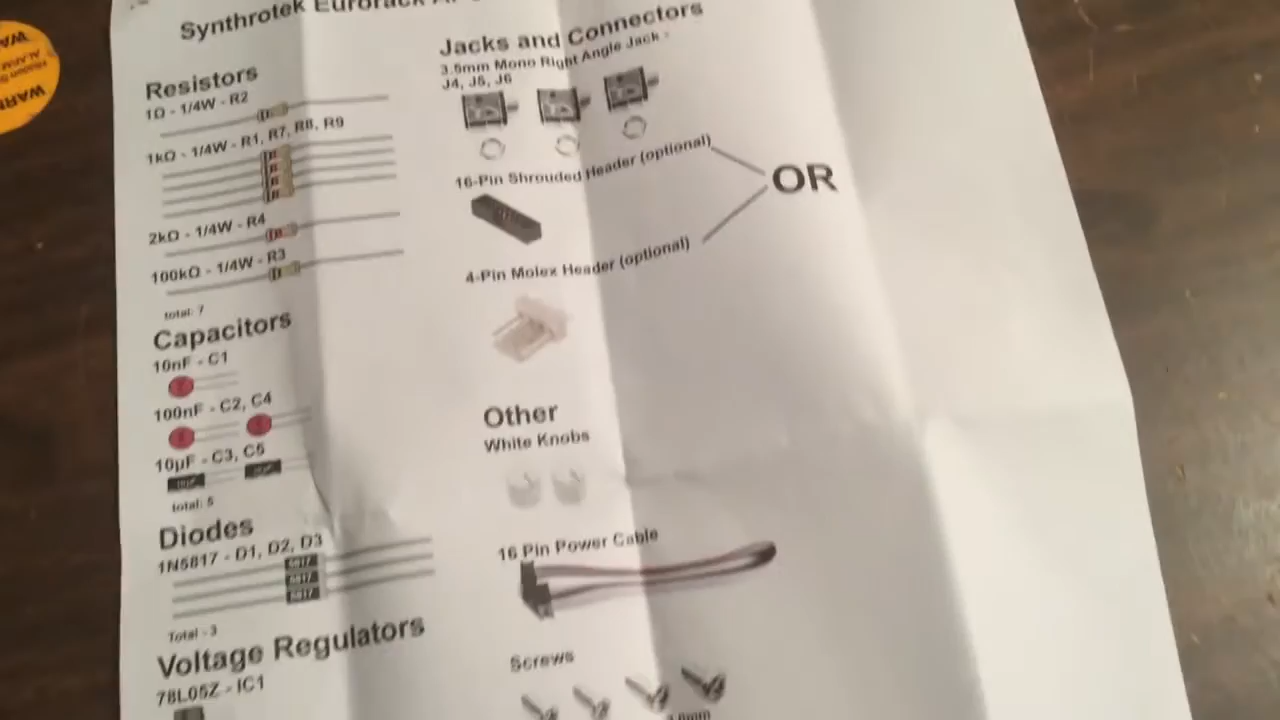 Synthrotek Eurorack
Resistors
1Ω - 1/4W - R2
1kΩ - 1/4W - R1, R7, R8, R9
2kΩ - 1/4W - R4
100kΩ - 1/4W - R3
total: 7
Capacitors
10nF - C1
100nF - C2, C4
10µF - C3, C5
total: 5
Diodes
1N5817 - D1, D2, D3
5817
5817
5817
Total - 3
Voltage Regulators
78L05Z - IC1
Jacks and Connectors
3.5mm Mono Right Angle Jack -
J4, J5, J6
16-Pin Shrouded Header (optional)
OR
4-Pin Molex Header (optional)
Other
White Knobs
16 Pin Power Cable
Screws
WARN